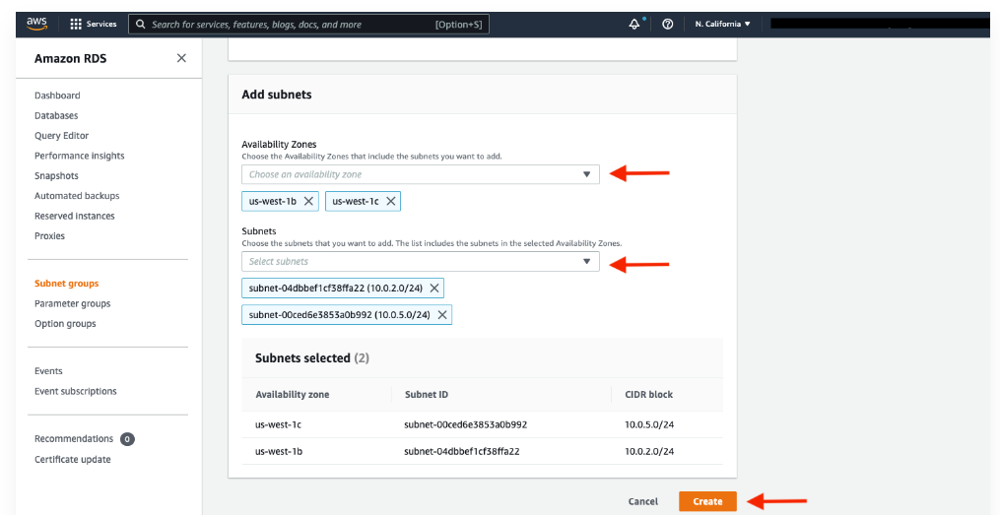 aws Services Search for services, features, blogs, docs, and more [Option+S] N. California
Amazon RDS
Dashboard
Databases
Query Editor
Performance insights
Snapshots
Automated backups
Reserved instances
Proxies
Subnet groups
Parameter groups
Option groups
Events
Event subscriptions
Recommendations 0
Certificate update
Add subnets
Availability Zones
Choose the Availability Zones that include the subnets you want to add.
Choose an availability zone
us-west-1b us-west-1c
Subnets
Choose the subnets that you want to add. The list includes the subnets in the selected Availability Zones.
Select subnets
subnet-04dbbef1cf38ffa22 (10.0.2.0/24)
subnet-00ced6e3853a0b992 (10.0.5.0/24)
Subnets selected (2)
Availability zone Subnet ID CIDR block
us-west-1c subnet-00ced6e3853a0b992 10.0.5.0/24
us-west-1b subnet-04dbbef1cf38ffa22 10.0.2.0/24
Cancel Create